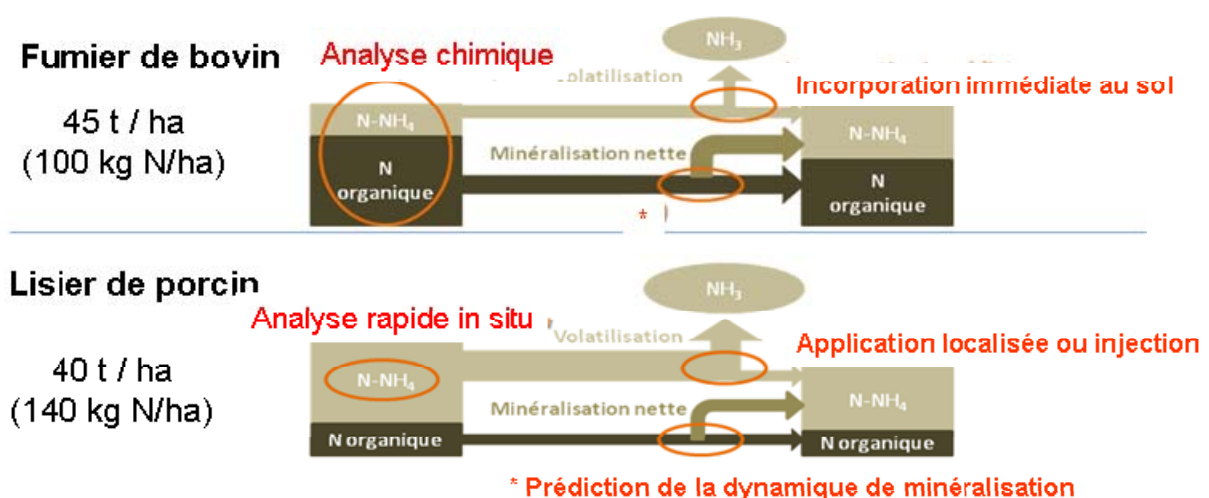 Fumier de bovin
45 t / ha
(100 kg N/ha)
Analyse chimique
olatilisation
NH₃
Incorporation immédiate au sol
N-NH₄
N
organique
Minéralisation nette
*
N-NH₄
N
organique
Lisier de porcin
40 t / ha
(140 kg N/ha)
Analyse rapide in situ
Volatilisation
NH₃
Application localisée ou injection
N-NH₄
N organique
Minéralisation nette
N-NH₄
N organique
* Prédiction de la dynamique de minéralisation